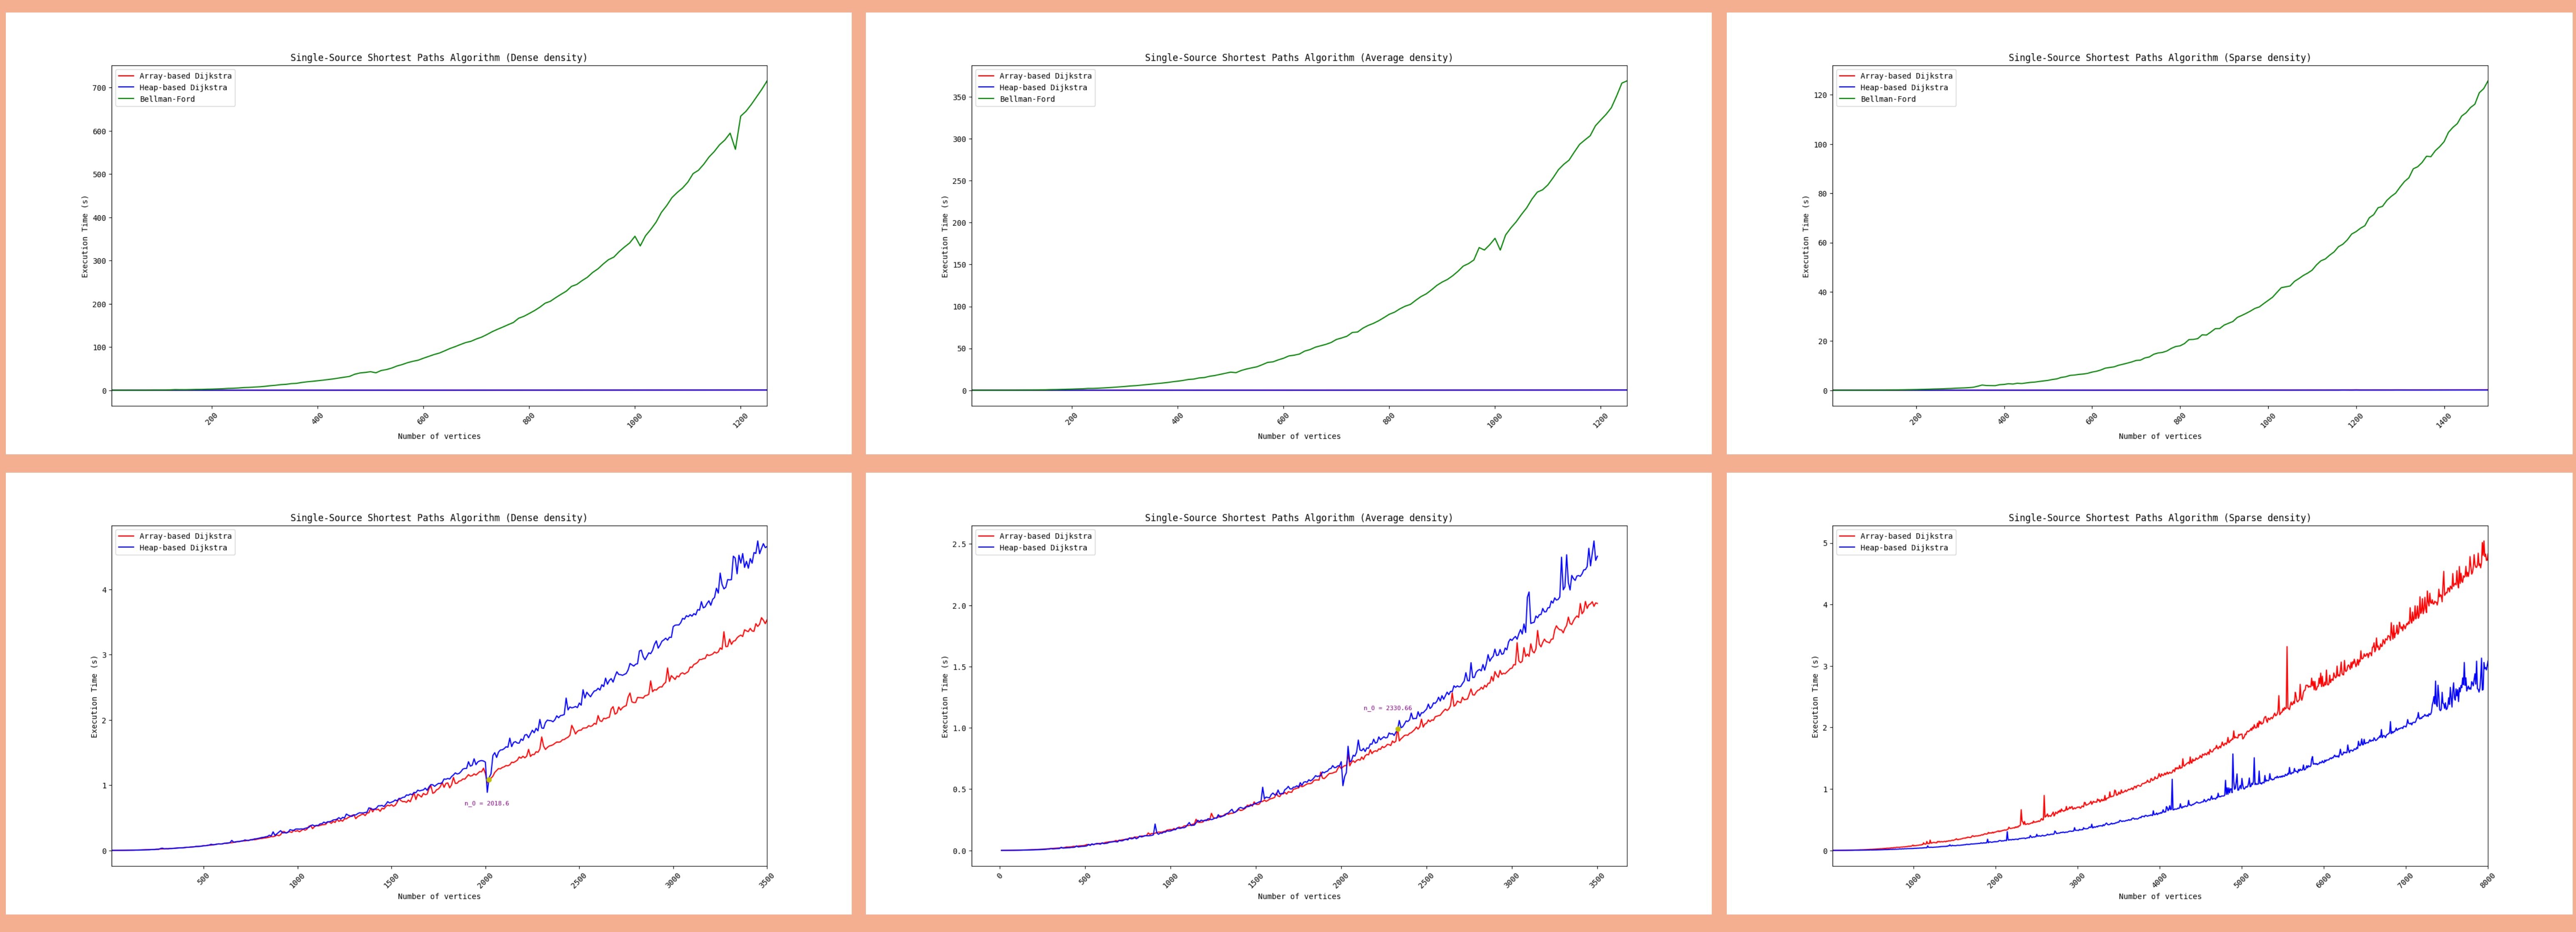 Single-Source Shortest Paths Algorithm (Dense density)
Array-based Dijkstra
Heap-based Dijkstra
Bellman-Ford
Execution Time (s)
700
600
500
400
300
200
100
0
200
400
600
800
1000
1200
Number of vertices
Single-Source Shortest Paths Algorithm (Average density)
Array-based Dijkstra
Heap-based Dijkstra
Bellman-Ford
Execution Time (s)
350
300
250
200
150
100
50
0
200
400
600
800
1000
1200
Number of vertices
Single-Source Shortest Paths Algorithm (Sparse density)
Array-based Dijkstra
Heap-based Dijkstra
Bellman-Ford
Execution Time (s)
120
100
80
60
40
20
0
200
400
600
800
1000
1200
1400
Number of vertices
Single-Source Shortest Paths Algorithm (Dense density)
Array-based Dijkstra
Heap-based Dijkstra
Execution Time (s)
4
3
2
1
0
n_0 = 2018.6
500
1000
1500
2000
2500
3000
3500
Number of vertices
Single-Source Shortest Paths Algorithm (Average density)
Array-based Dijkstra
Heap-based Dijkstra
Execution Time (s)
2.5
2.0
1.5
1.0
0.5
0.0
n_0 = 2330.66
0
500
1000
1500
2000
2500
3000
3500
Number of vertices
Single-Source Shortest Paths Algorithm (Sparse density)
Array-based Dijkstra
Heap-based Dijkstra
Execution Time (s)
5
4
3
2
1
0
1000
2000
3000
4000
5000
6000
7000
8000
Number of vertices